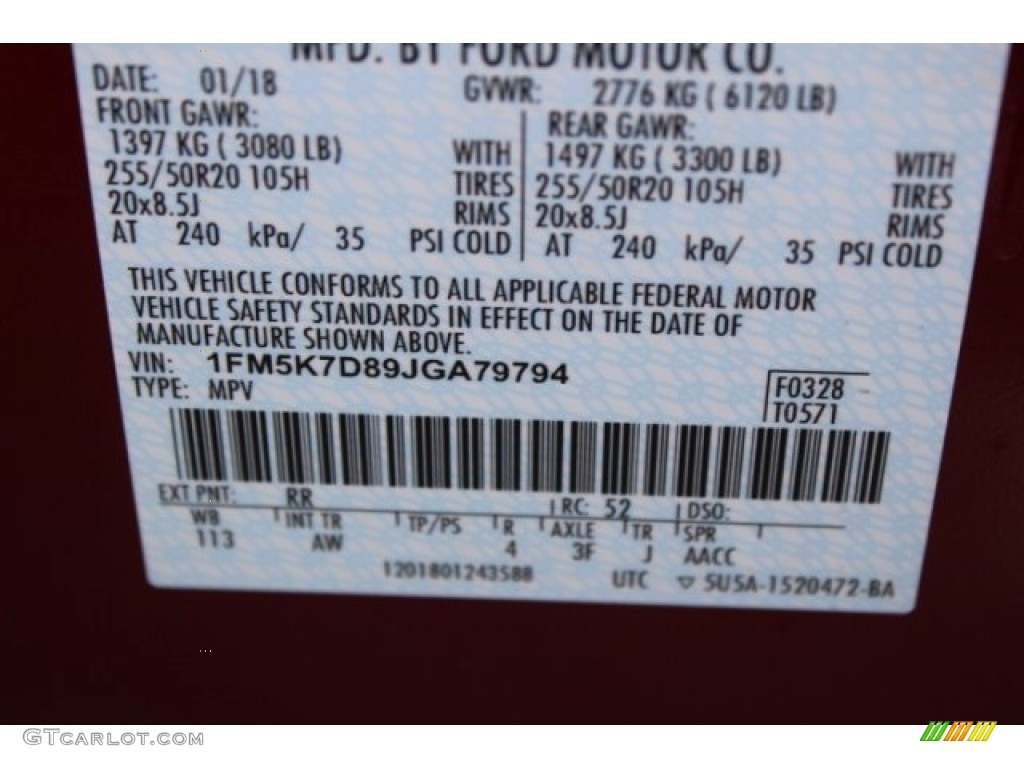 MFD. BY FORD MOTOR CO.
DATE: 01/18 GVWR: 2776 KG ( 6120 LB)
FRONT GAWR: REAR GAWR:
1397 KG ( 3080 LB) WITH 1497 KG ( 3300 LB) WITH
255/50R20 105H TIRES 255/50R20 105H TIRES
20x8.5J RIMS 20x8.5J RIMS
AT 240 kPa/ 35 PSI COLD AT 240 kPa/ 35 PSI COLD
THIS VEHICLE CONFORMS TO ALL APPLICABLE FEDERAL MOTOR
VEHICLE SAFETY STANDARDS IN EFFECT ON THE DATE OF
MANUFACTURE SHOWN ABOVE.
VIN: 1FM5K7D89JGA79794
TYPE: MPV
F0328
T0571
EXT PNT: RR RC: 52 DSO:
WB INT TR TP/PS R AXLE TR SPR
113 AW 4 3F J AACC
1201801243588 UTC ▽ 5U5A-1520472-BA
GTCARLOT.COM